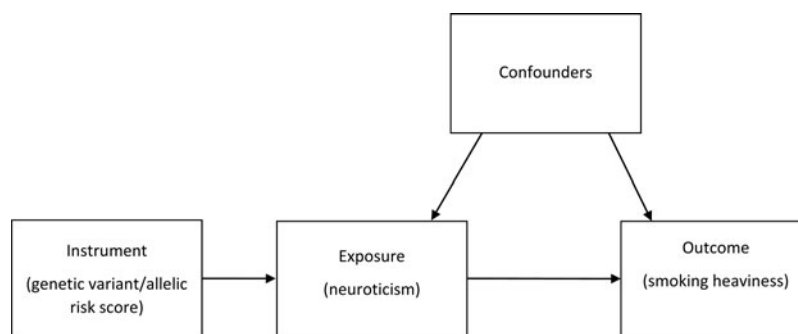 Confounders
Instrument
(genetic variant/allelic
risk score)
Exposure
(neuroticism)
Outcome
(smoking heaviness)